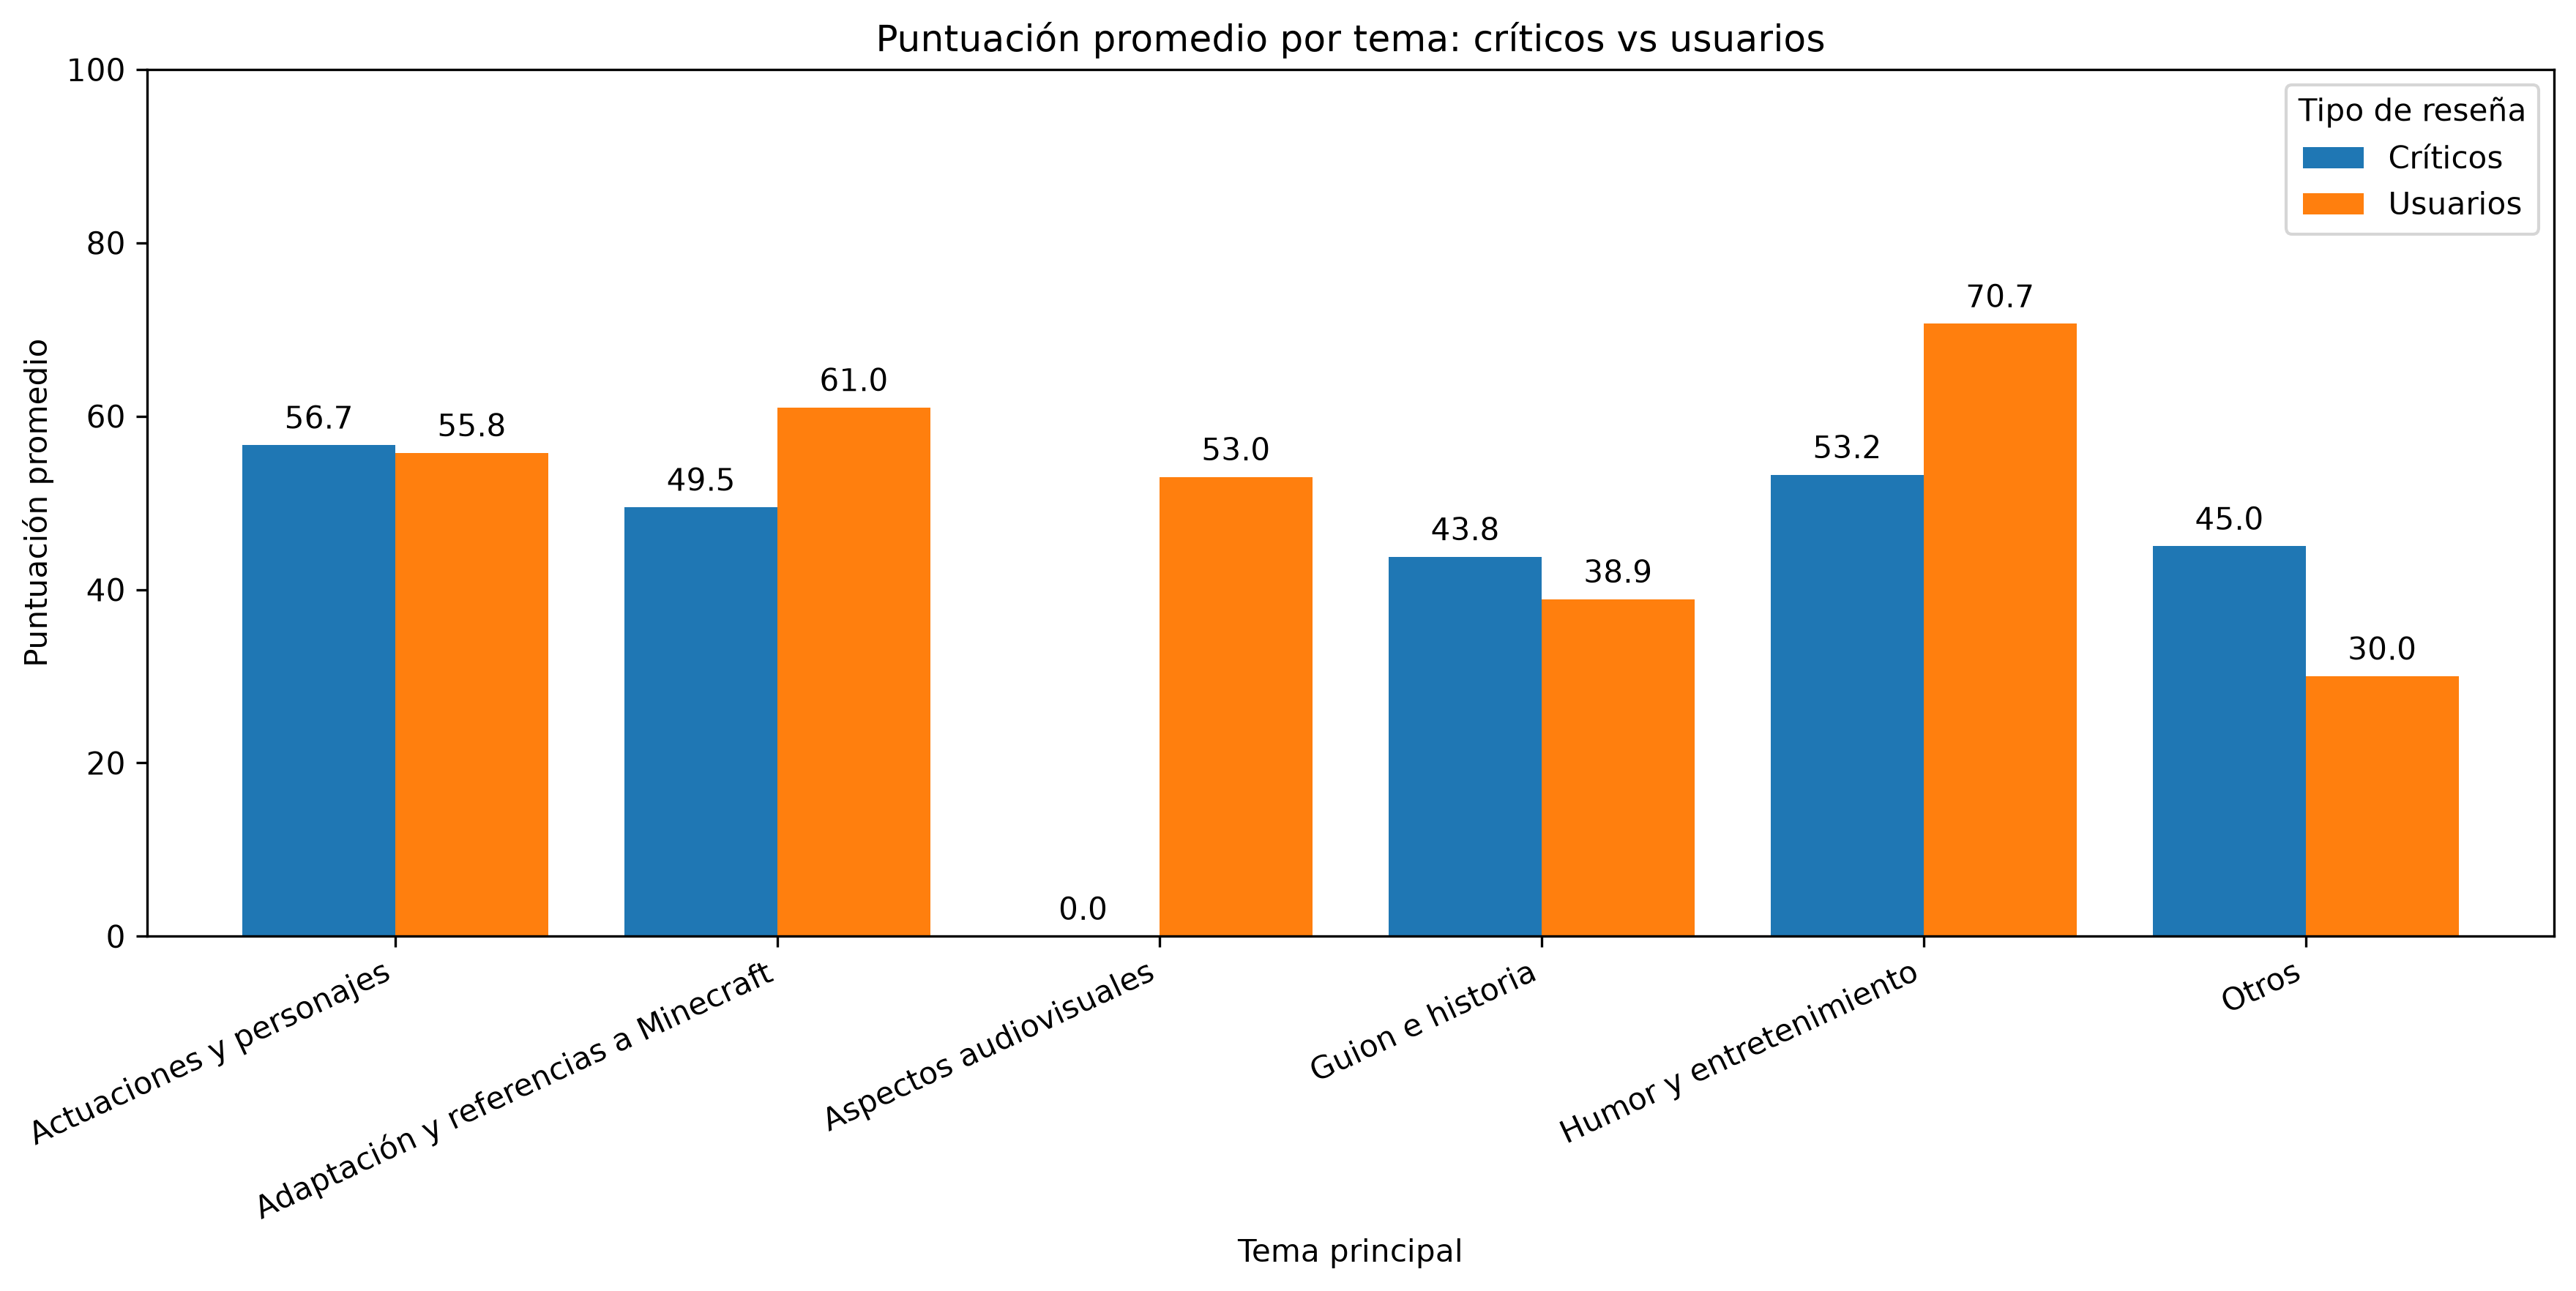 Puntuación promedio por tema: críticos vs usuarios
Puntuación promedio
100
80
60
40
20
0
Tipo de reseña
Críticos
Usuarios
56.7
55.8
49.5
61.0
0.0
53.0
43.8
38.9
53.2
70.7
45.0
30.0
Actuaciones y personajes
Adaptación y referencias a Minecraft
Aspectos audiovisuales
Guion e historia
Humor y entretenimiento
Otros
Tema principal